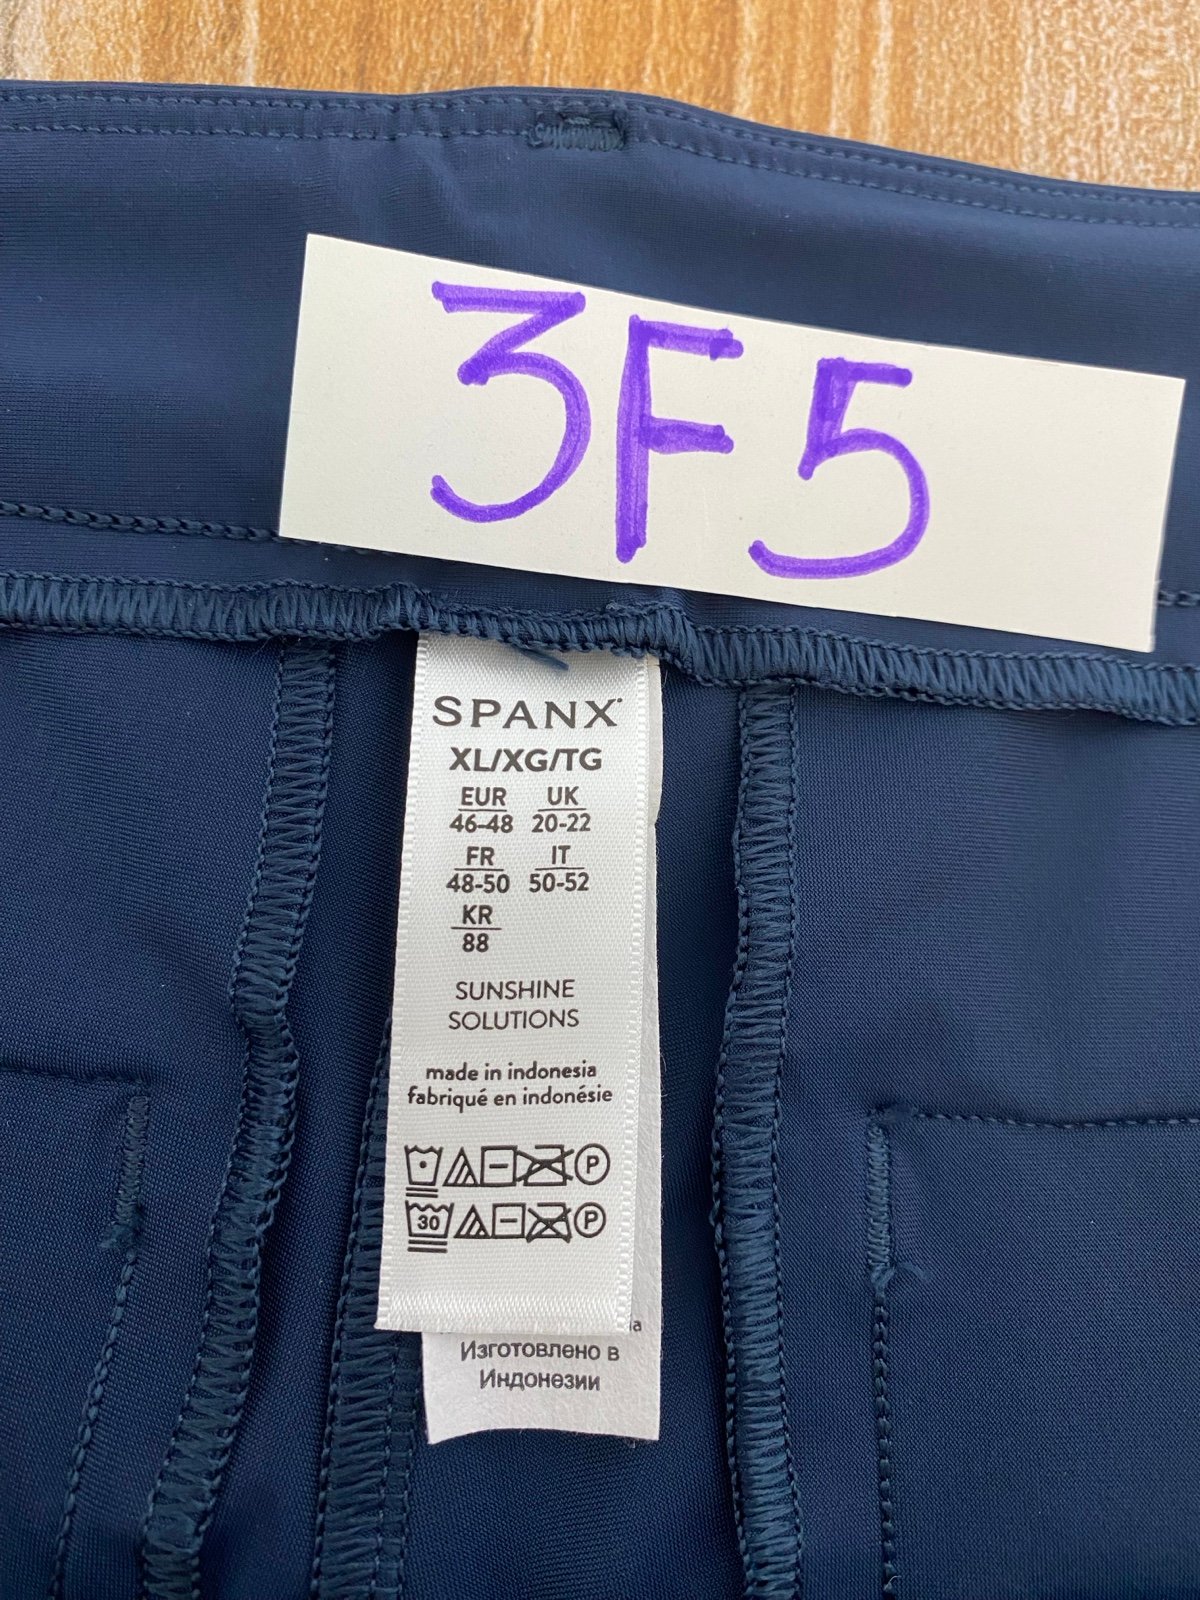 3F5
SPANX
XL/XG/TG
EUR UK
46-48 20-22
FR IT
48-50 50-52
KR
88
SUNSHINE
SOLUTIONS
made in indonesia
fabriqué en indonésie
P
30 P
Изготовлено в
Индонезии